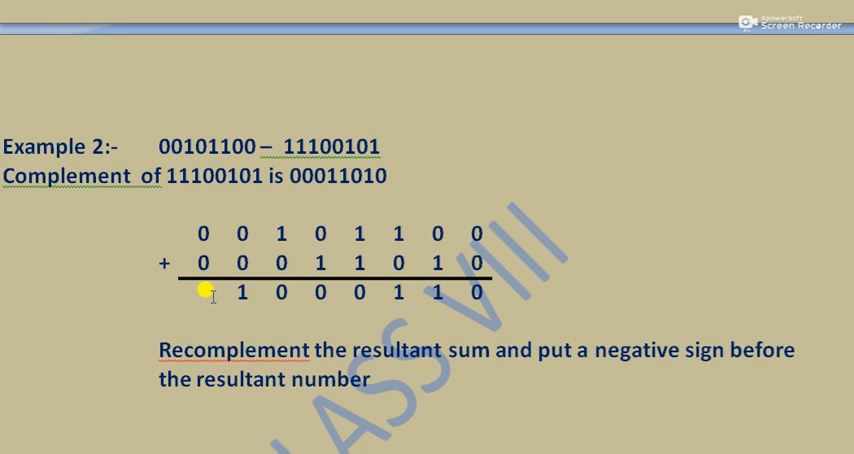 Apowersoft
Screen Recorder
Example 2:- 00101100 – 11100101
Complement of 11100101 is 00011010
0 0 1 0 1 1 0 0
+ 0 0 0 1 1 0 1 0
1 0 0 0 1 1 0
Recomplement the resultant sum and put a negative sign before
the resultant number
LASS VIII